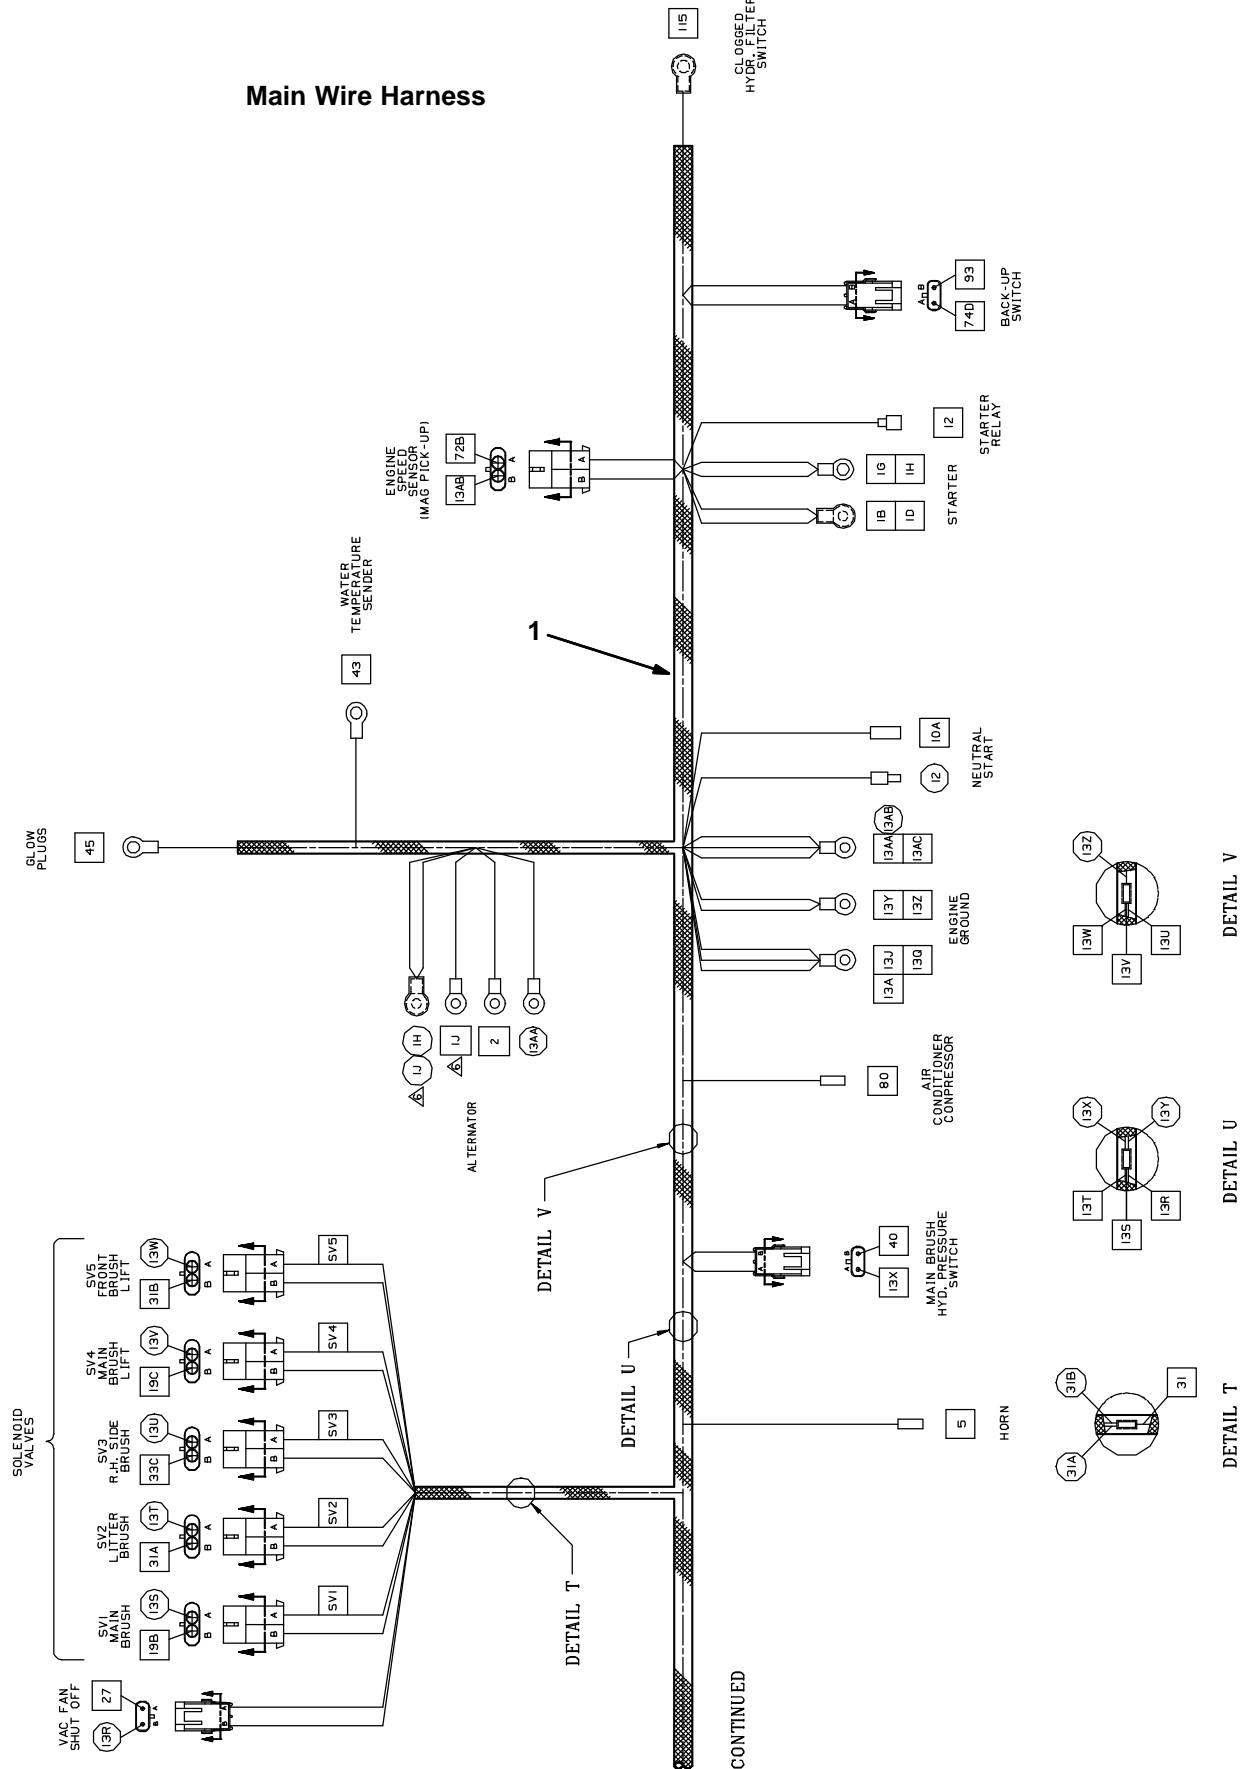 Main Wire Harness
115
CLOGGED
HYDR. FILTER
SWITCH
A B
A B
74D
93
BACK-UP
SWITCH
ENGINE
SPEED
SENSOR
(MAG PICK-UP)
13AB
72B
B A
B A
12
STARTER
RELAY
1G
1H
1B
1D
STARTER
WATER
TEMPERATURE
SENDER
43
1
10A
12
NEUTRAL
START
GLOW
PLUGS
45
13AB
13AA
13AC
13Y
13Z
13J
13Q
13A
ENGINE
GROUND
1H
1J
6
1J
6
2
13AA
ALTERNATOR
80
AIR
CONDITIONER
CONPRESSOR
DETAIL V
DETAIL U
A B
A B
13X
40
MAIN BRUSH
HYD. PRESSURE
SWITCH
5
HORN
SOLENOID
VALVES
SV5
FRONT
BRUSH
LIFT
31B
13W
B A
B A
SV5
SV4
MAIN
BRUSH
LIFT
19C
13V
B A
B A
SV4
SV3
R.H. SIDE
BRUSH
33C
13U
B A
B A
SV3
SV2
LITTER
BRUSH
31A
13T
B A
B A
SV2
SV1
MAIN
BRUSH
19B
13S
B A
B A
SV1
VAC FAN
SHUT OFF
13R
27
B A
B A
DETAIL T
CONTINUED
13Z
13W
13V
13U
DETAIL V
13X
13Y
13T
13S
13R
DETAIL U
31B
31A
31
DETAIL T